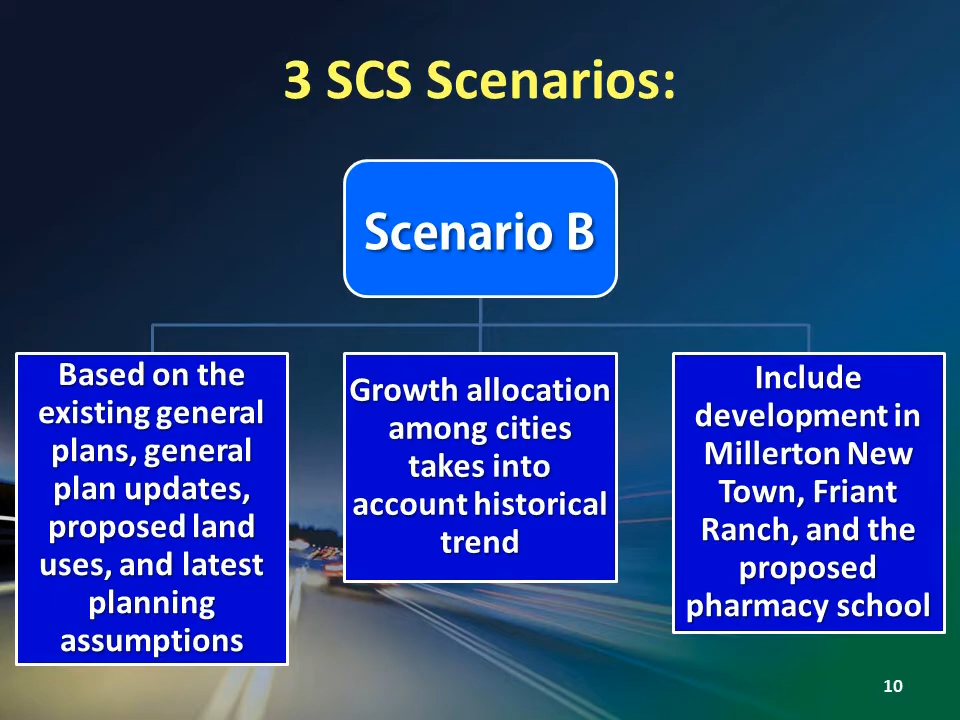 3 SCS Scenarios:
Scenario B
Based on the
existing general
plans, general
plan updates,
proposed land
uses, and latest
planning
assumptions
Growth allocation
among cities
takes into
account historical
trend
Include
development in
Millerton New
Town, Friant
Ranch, and the
proposed
pharmacy school
10